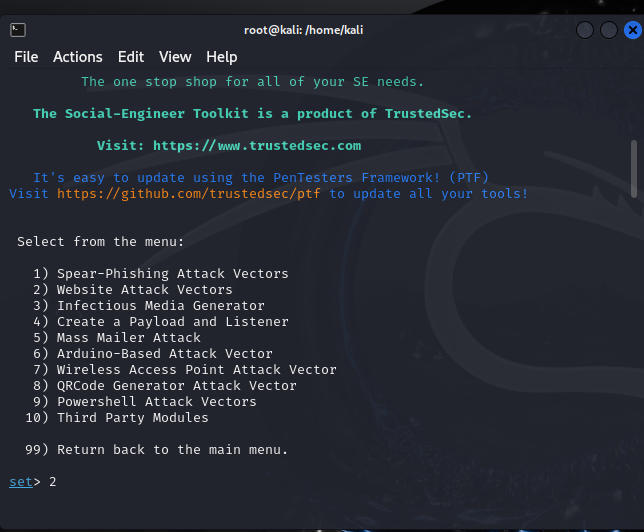 root@kali: /home/kali
File Actions Edit View Help
The one stop shop for all of your SE needs.
The Social-Engineer Toolkit is a product of TrustedSec.
Visit: https://www.trustedsec.com
It's easy to update using the PenTesters Framework! (PTF)
Visit https://github.com/trustedsec/ptf to update all your tools!
Select from the menu:
1) Spear-Phishing Attack Vectors
2) Website Attack Vectors
3) Infectious Media Generator
4) Create a Payload and Listener
5) Mass Mailer Attack
6) Arduino-Based Attack Vector
7) Wireless Access Point Attack Vector
8) QRCode Generator Attack Vector
9) Powershell Attack Vectors
10) Third Party Modules
99) Return back to the main menu.
set> 2